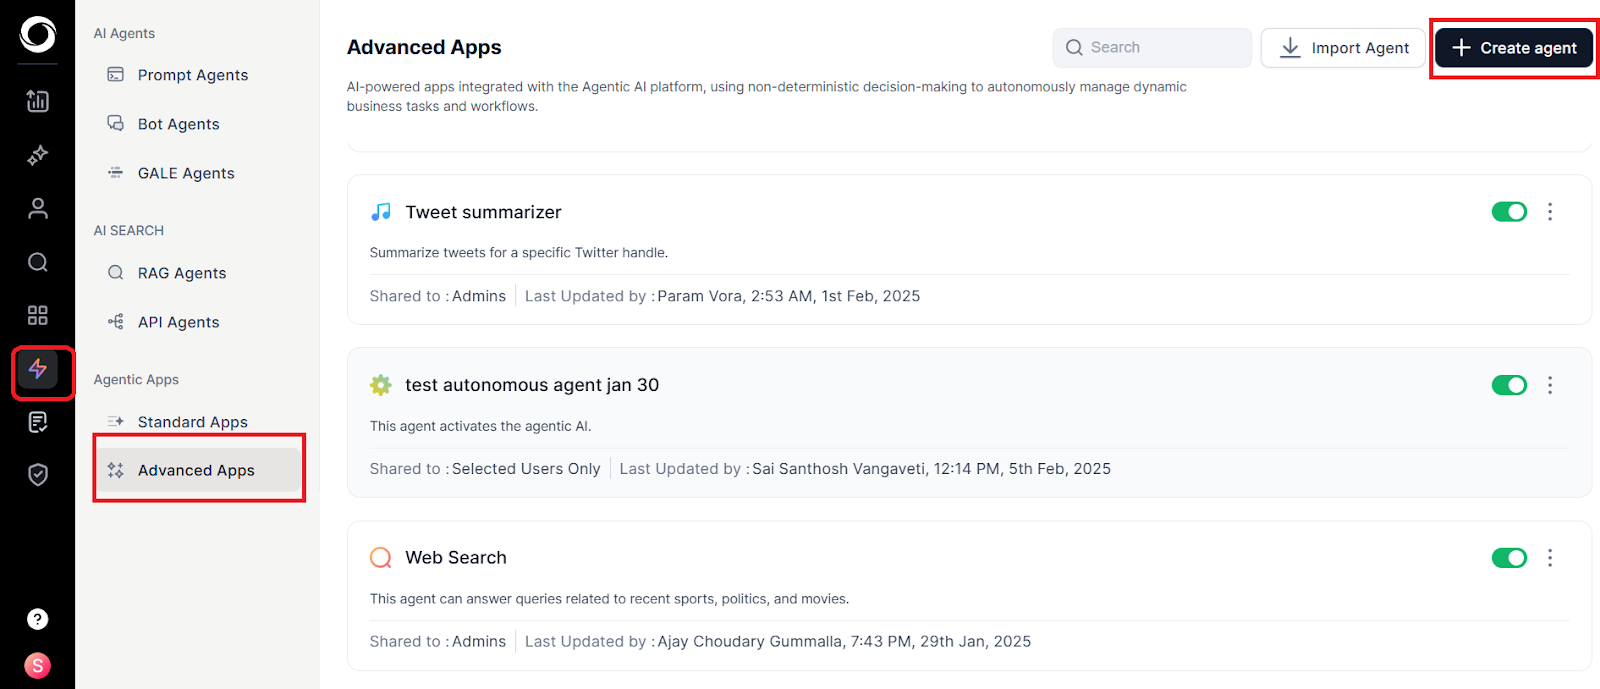 AI Agents
Prompt Agents
Bot Agents
GALE Agents
AI SEARCH
RAG Agents
API Agents
Agentic Apps
Standard Apps
Advanced Apps
?
S
Advanced Apps
Search
Import Agent
+ Create agent
AI-powered apps integrated with the Agentic AI platform, using non-deterministic decision-making to autonomously manage dynamic
business tasks and workflows.
Tweet summarizer
Summarize tweets for a specific Twitter handle.
Shared to : Admins | Last Updated by : Param Vora, 2:53 AM, 1st Feb, 2025
test autonomous agent jan 30
This agent activates the agentic AI.
Shared to : Selected Users Only | Last Updated by : Sai Santhosh Vangaveti, 12:14 PM, 5th Feb, 2025
Web Search
This agent can answer queries related to recent sports, politics, and movies.
Shared to : Admins | Last Updated by : Ajay Choudary Gummalla, 7:43 PM, 29th Jan, 2025